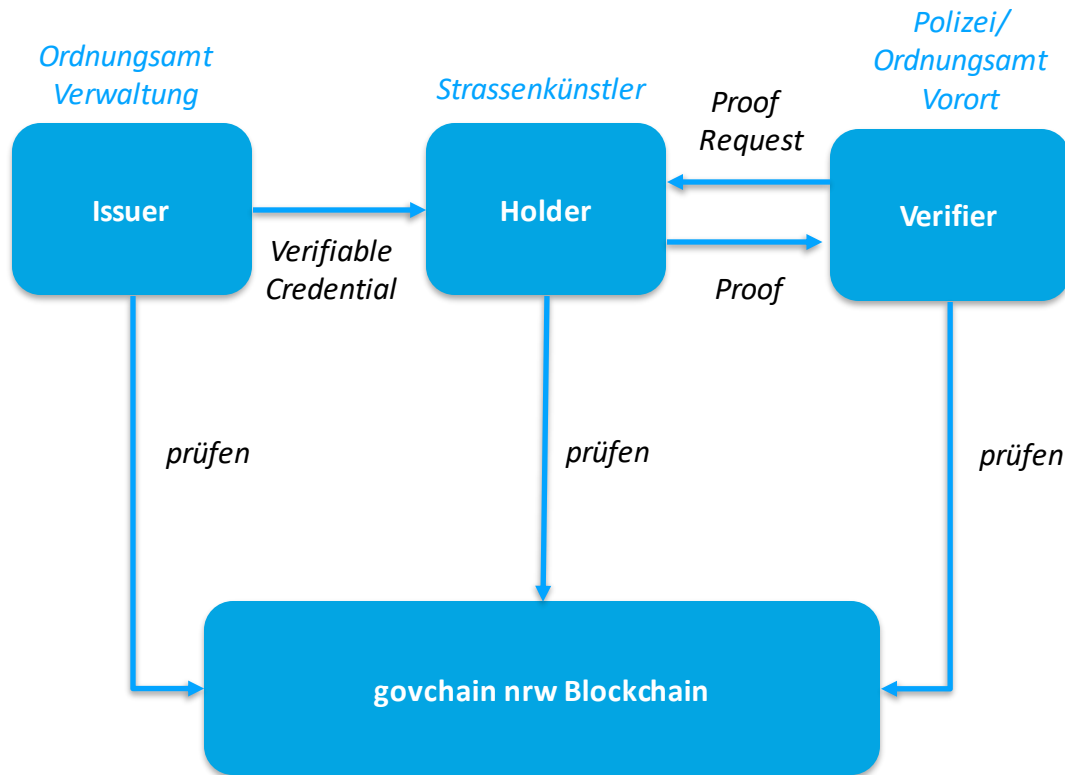 Ordnungsamt
Verwaltung
Strassenkünstler
Polizei/
Ordnungsamt
Vorort
Proof
Request
Issuer
Holder
Verifier
Verifiable
Credential
Proof
prüfen
prüfen
prüfen
govchain nrw Blockchain